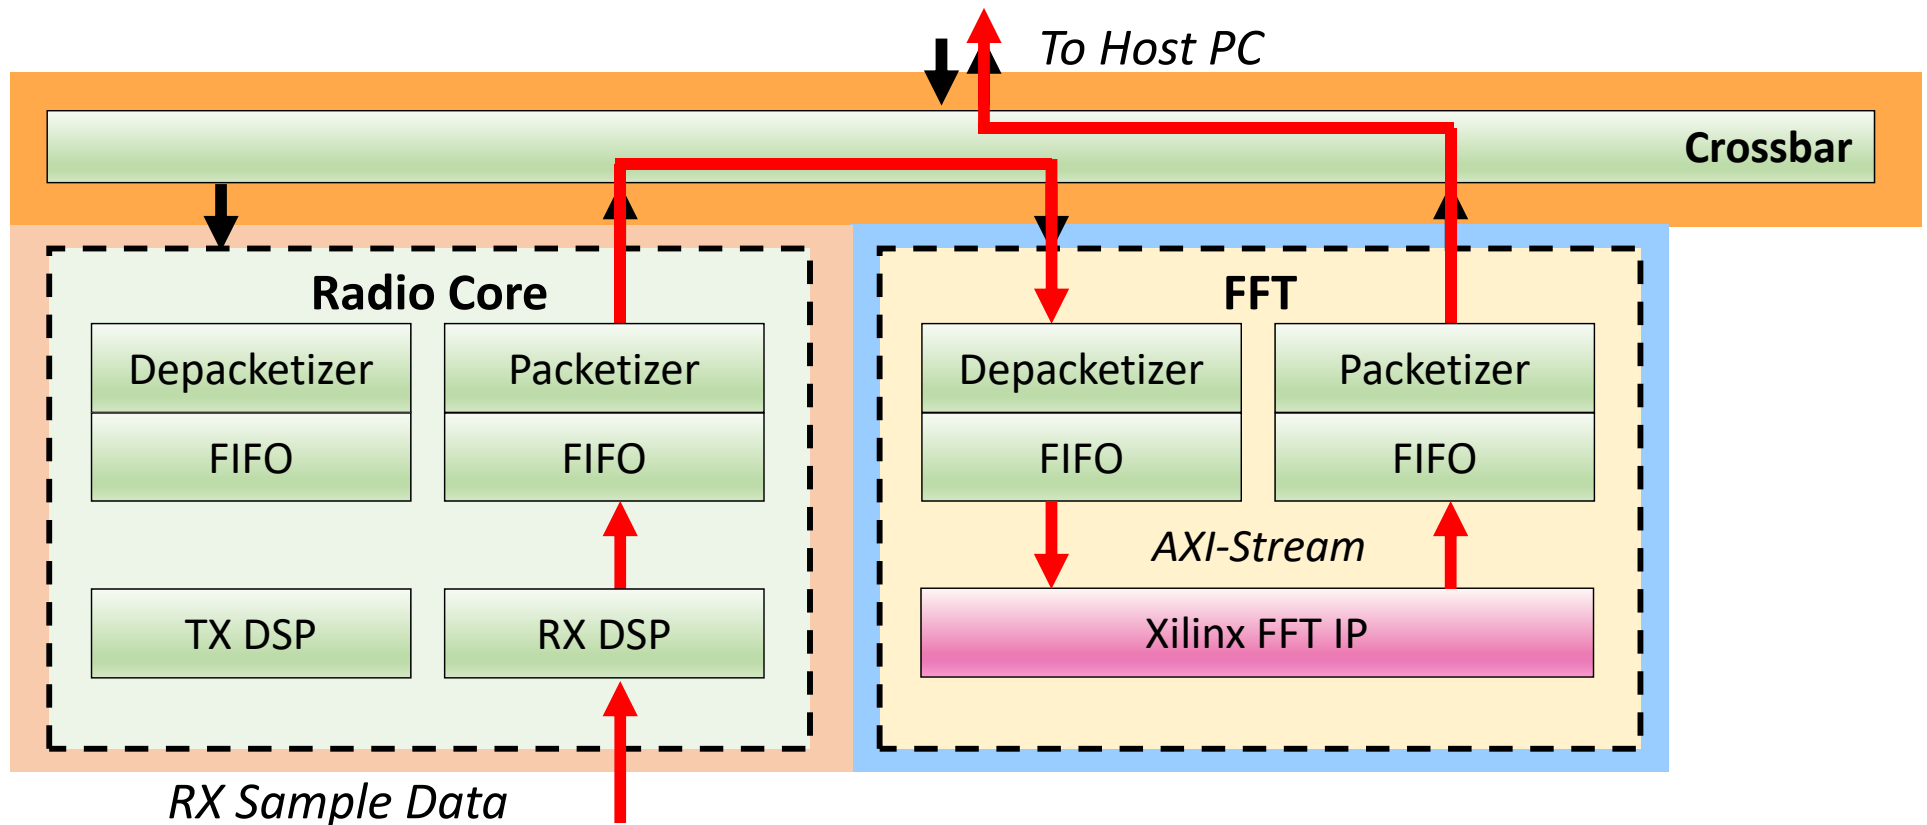 To Host PC
Crossbar
Radio Core
FFT
Depacketizer
Packetizer
Depacketizer
Packetizer
FIFO
FIFO
FIFO
FIFO
AXI-Stream
TX DSP
RX DSP
Xilinx FFT IP
RX Sample Data